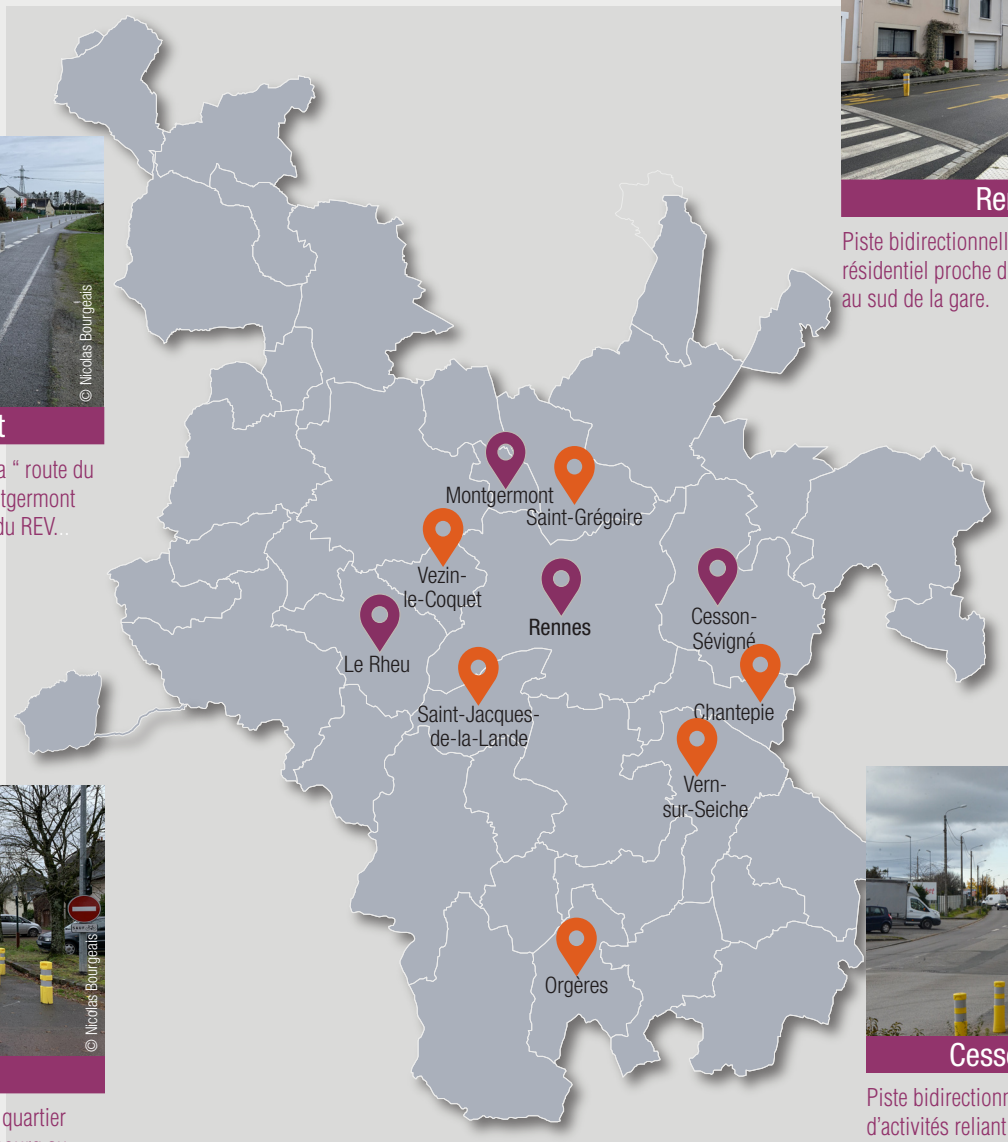 © Nicolas Bourgeais
t
a “ route du
tgermont
du REV.
Piste bidirectionnell
résidentiel proche d
au sud de la gare.
Montgermont
Saint-Grégoire
Vezin-
le-Coquet
Rennes
Cesson-
Sévigné
Le Rheu
Saint-Jacques-
de-la-Lande
Chantepie
Vern-
sur-Seiche
Orgères
© Nicolas Bourgeais
quartier
Cess
Piste bidirectionn
d'activités reliant